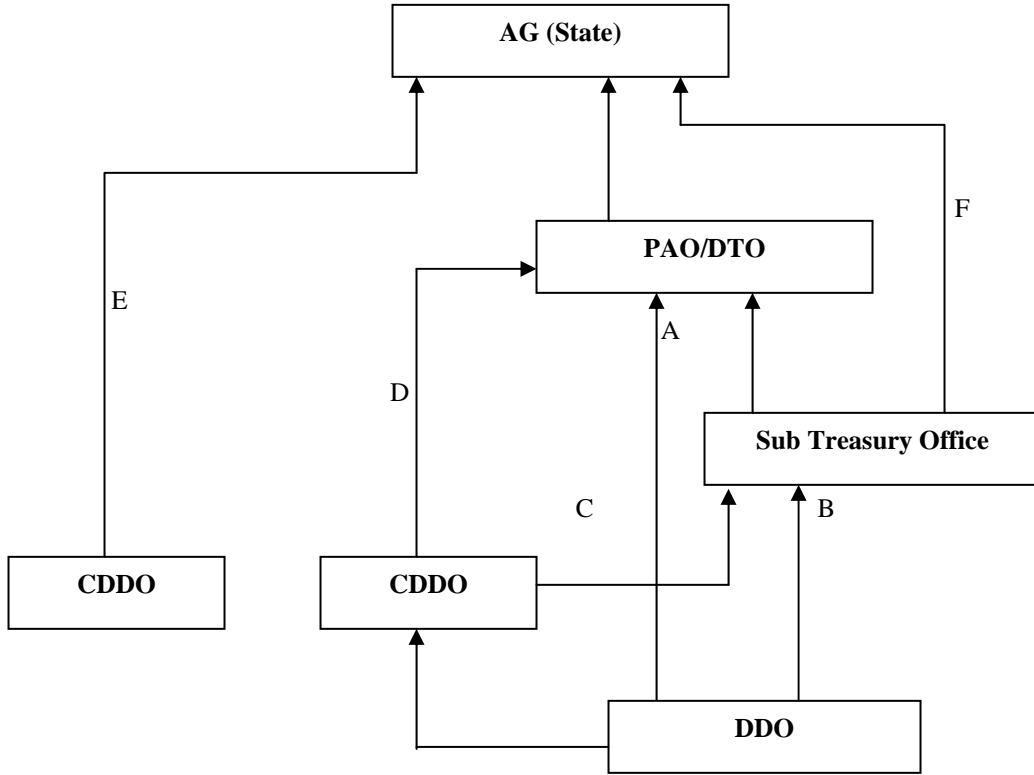 AG (State)
F
PAO/DTO
E
A
D
Sub Treasury Office
C
B
CDDO
CDDO
DDO